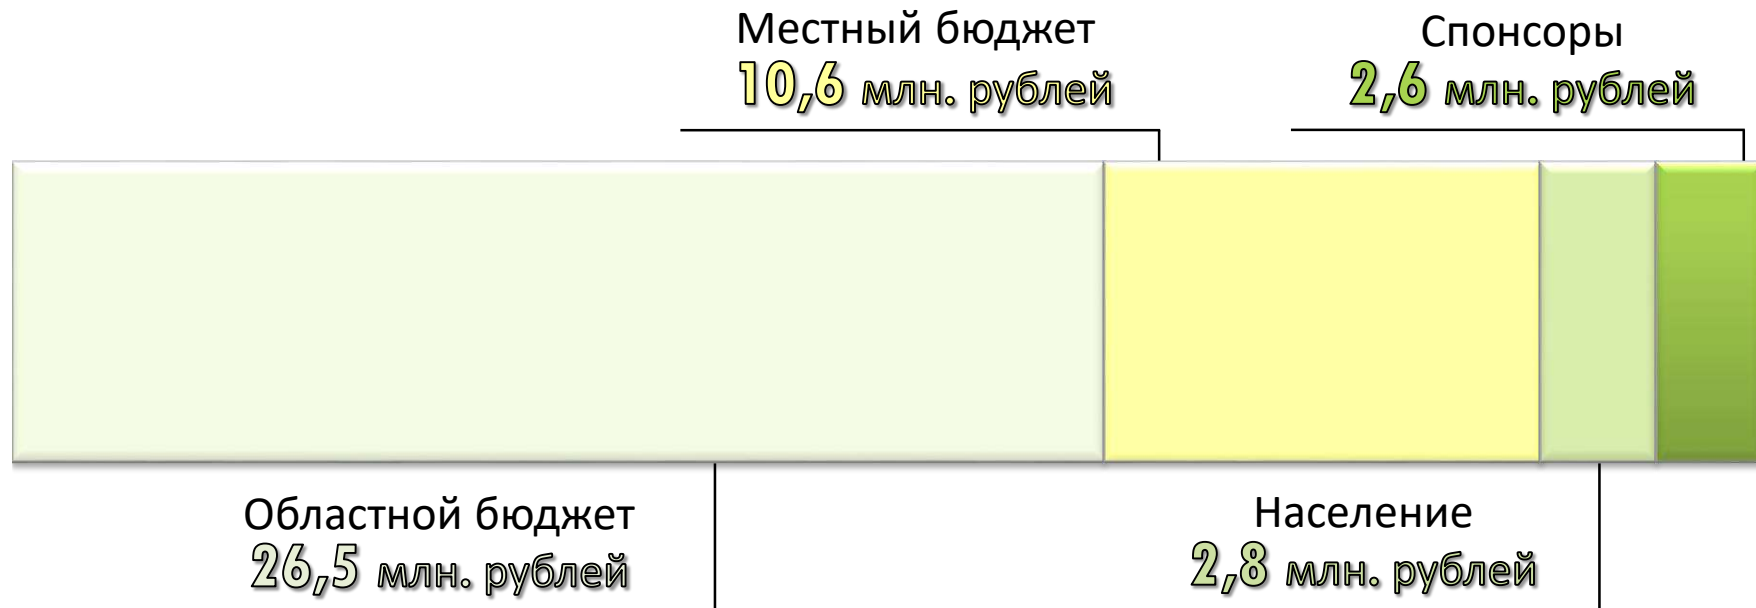 Местный бюджет
10,6 млн. рублей
Спонсоры
2,6 млн. рублей
Областной бюджет
26,5 млн. рублей
Население
2,8 млн. рублей